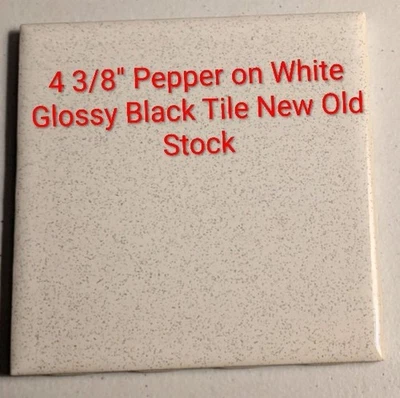 4 3/8" Pepper on White
Glossy Black Tile New Old
Stock